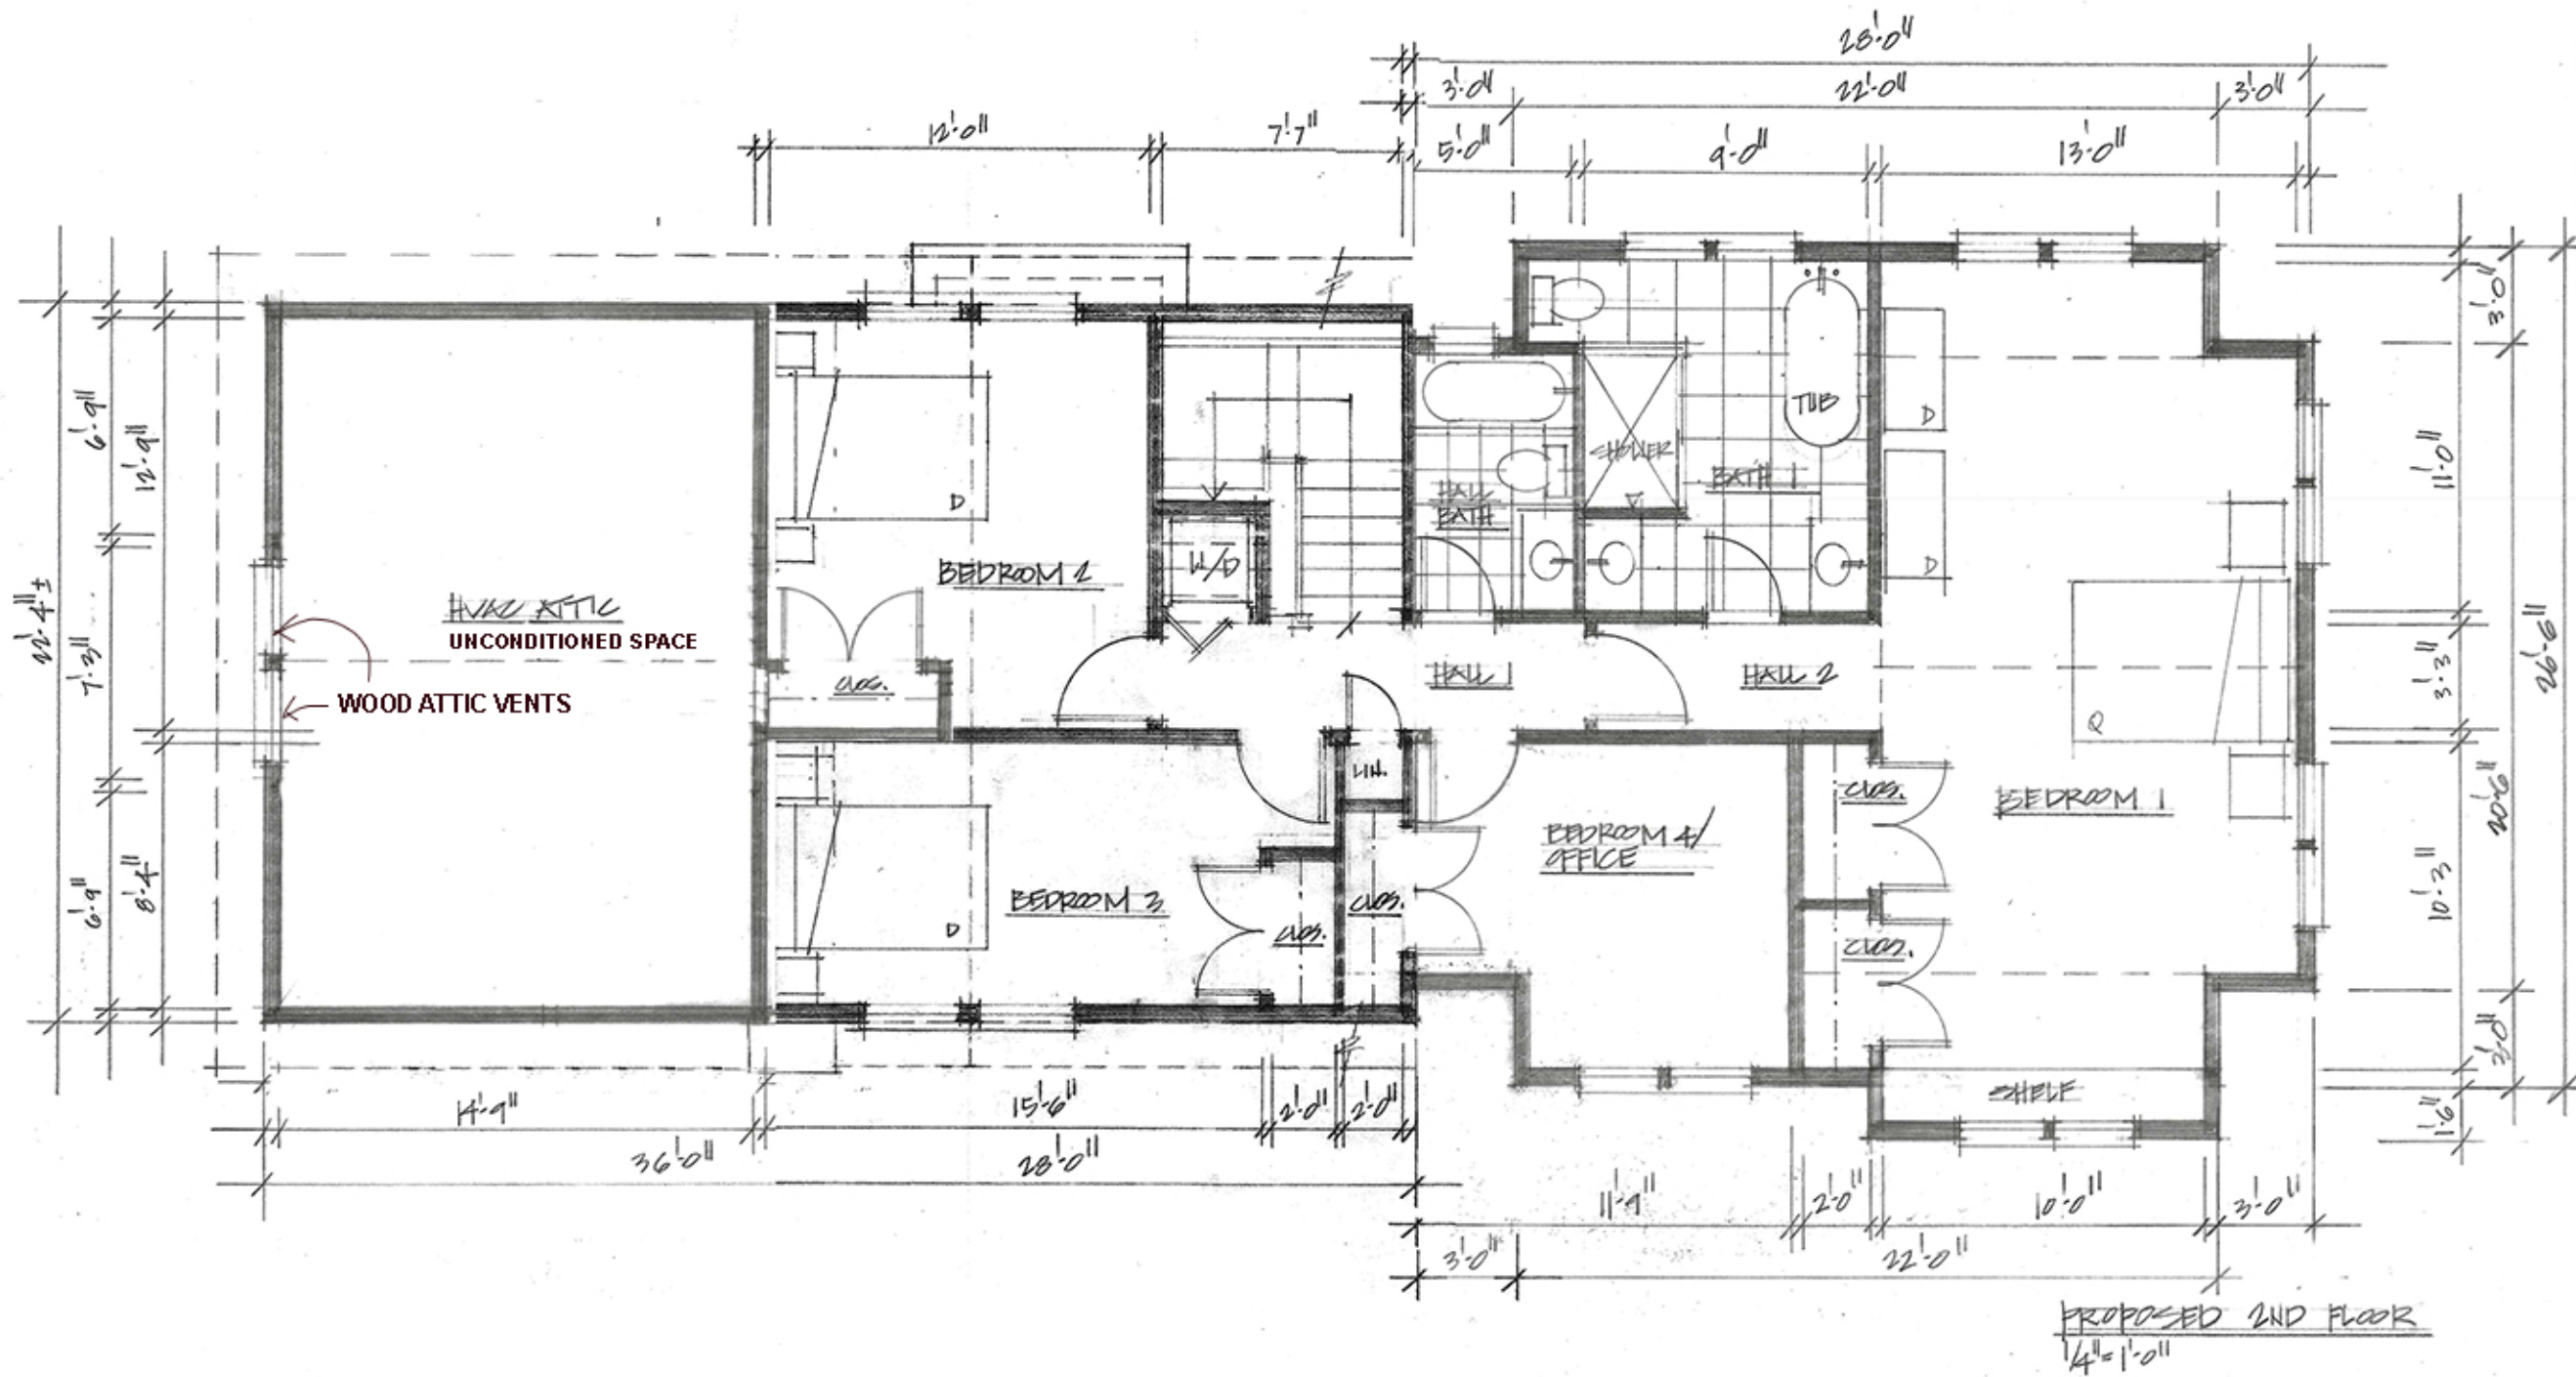 28'-0"
3'-0" 22'-0" 3'-0"
12'-0" 7'-7" 5'-0" 9'-0" 13'-0"
3'-0"
6'-9"
12'-9"
11'-0"
TUB
D
SHOWER
BATH 1
HALL
BATH
D
W/D
D
BEDROOM 2
22'-4"±
HVAC ATTIC
UNCONDITIONED SPACE
7'-3"
3'-3"
26'-6"
CLOS.
HALL 1
HALL 2
WOOD ATTIC VENTS
Q
LIN.
CLOS.
BEDROOM 1
20'-6"
BEDROOM 4/
OFFICE
6'-9"
8'-4"
10'-3"
BEDROOM 3
CLOS.
D
CLOS.
CLOS.
3'-0"
SHELF
1'-6"
14'-9" 15'-6" 2'-0" 2'-0"
36'-0" 28'-0"
11'-9" 2'-0" 10'-0" 3'-0"
3'-0" 22'-0"
PROPOSED 2ND FLOOR
1/4"=1'-0"